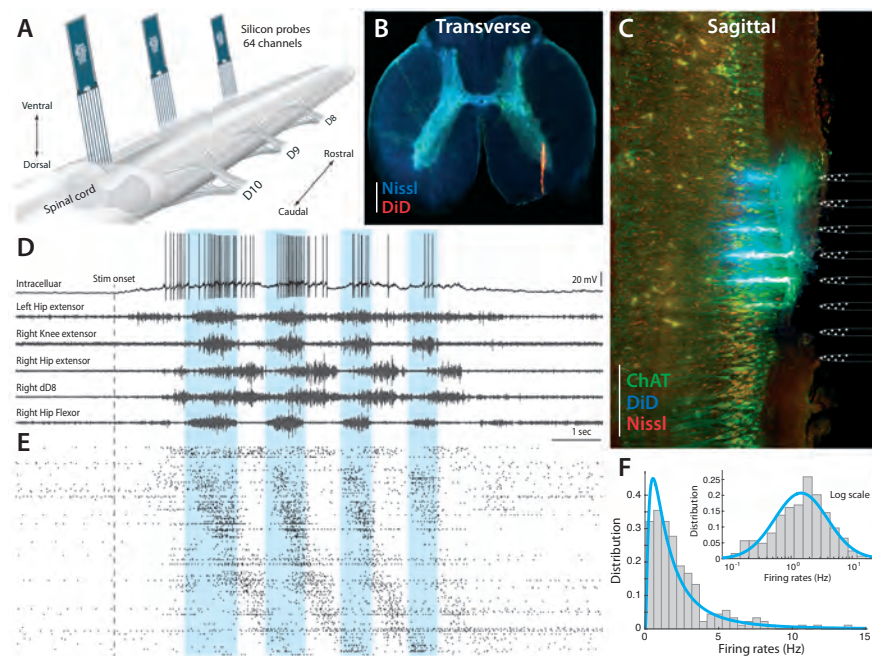 A
Silicon probes
64 channels
Ventral
Dorsal
Spinal cord
D8
D9
D10
Rostral
Caudal
B
Transverse
Nissl
DiD
C
Sagittal
ChAT
DiD
Nissl
D
Stim onset
Intracelluar
20 mV
Left Hip extensor
Right Knee extensor
Right Hip extensor
Right dD8
Right Hip Flexor
1 sec
E
F
Distribution
0.4
0.3
0.2
0.1
0
0
5
10
15
Firing rates (Hz)
Distribution
0.25
0.20
0.15
0.1
0.05
0
10⁻¹
10⁰
10¹
Firing rates (Hz)
Log scale